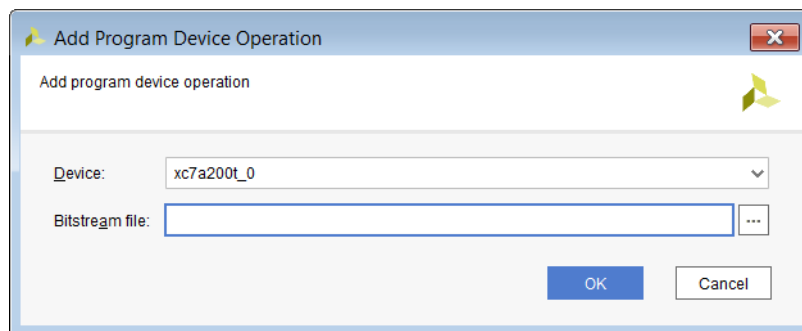 Add Program Device Operation
Add program device operation
Device: xc7a200t_0
Bitstream file: ...
OK Cancel